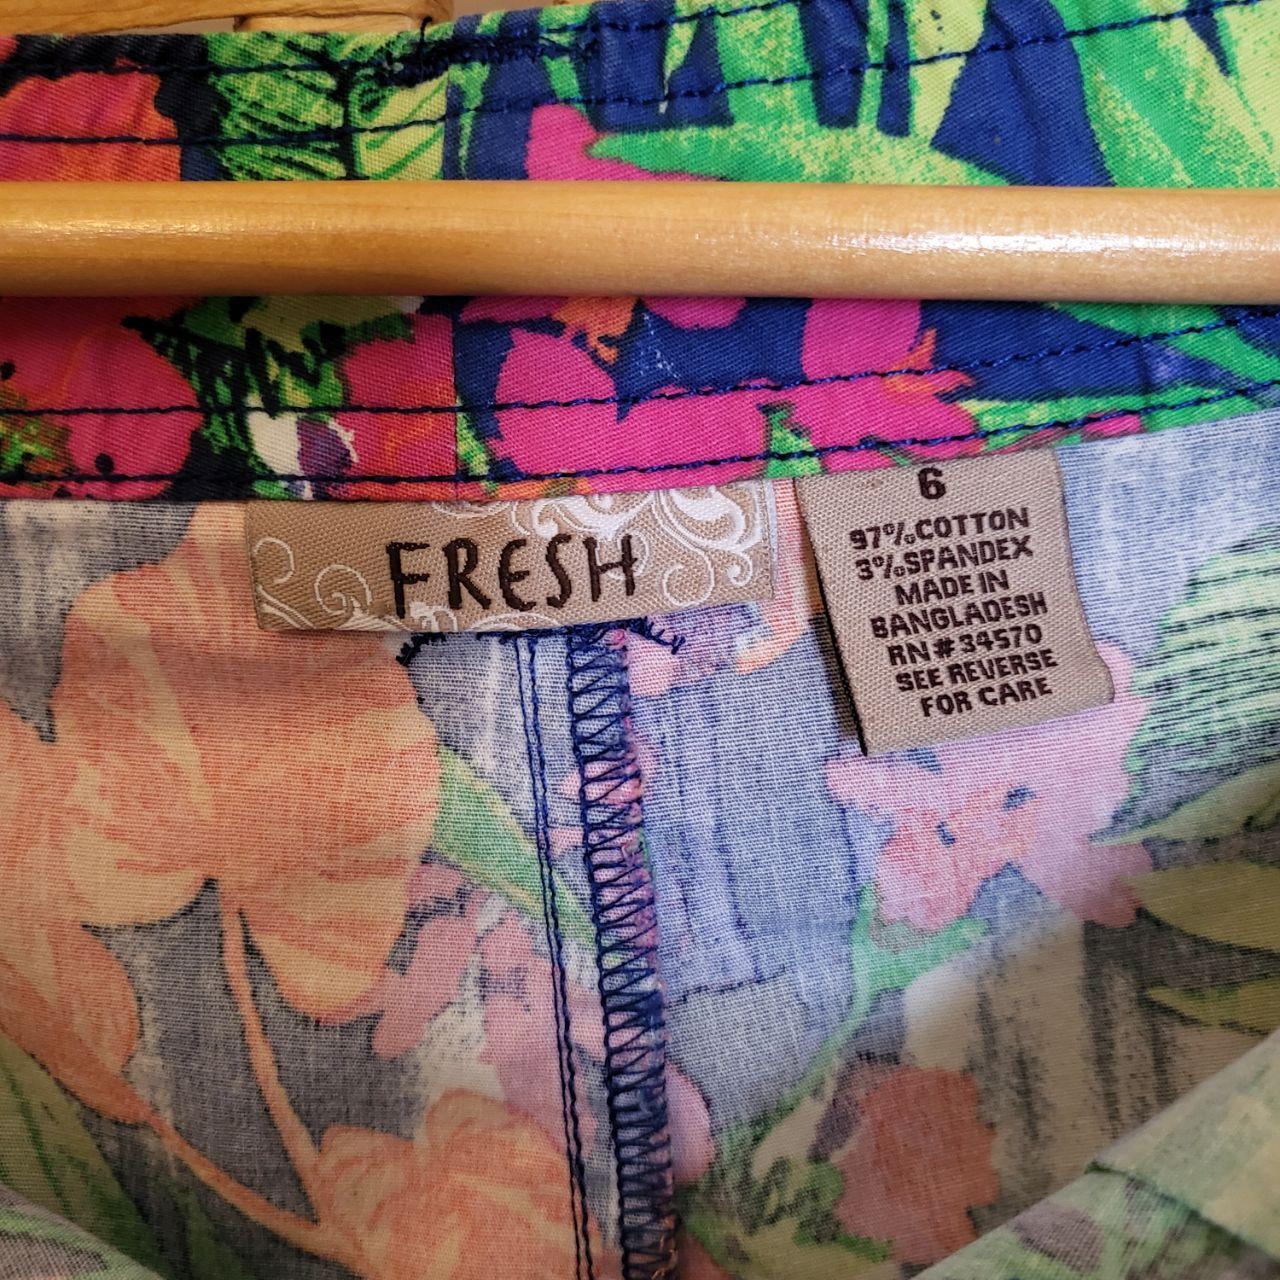 FRESH
6
97%COTTON
3%SPANDEX
MADE IN
BANGLADESH
RN#34570
SEE REVERSE
FOR CARE